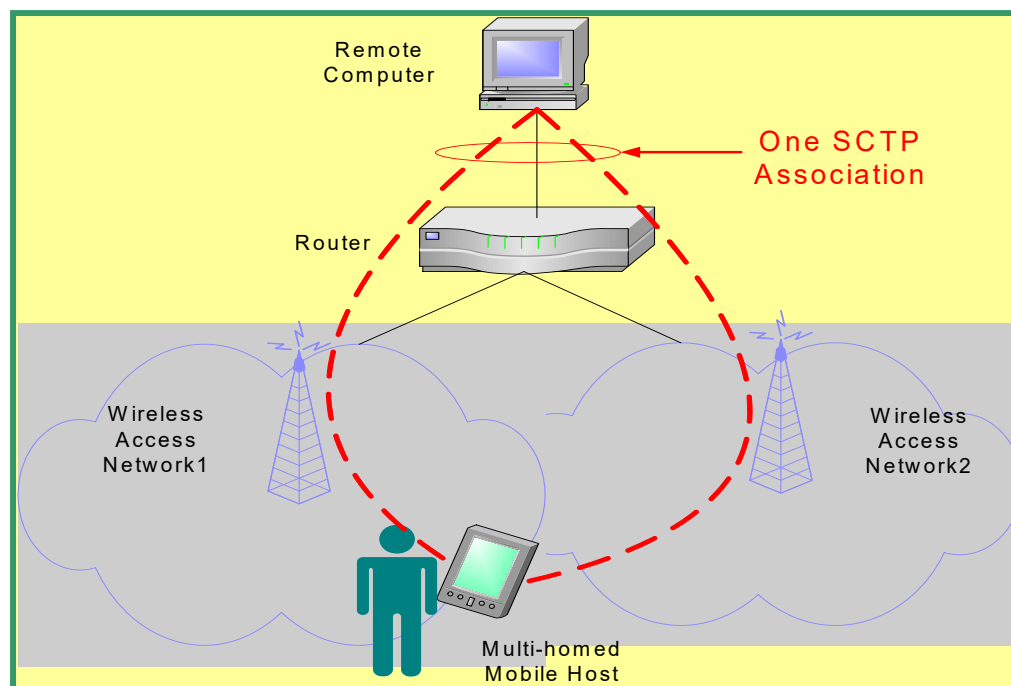 Remote
Computer
One SCTP
Association
Router
Wireless
Access
Network1
Wireless
Access
Network2
Multi-homed
Mobile Host